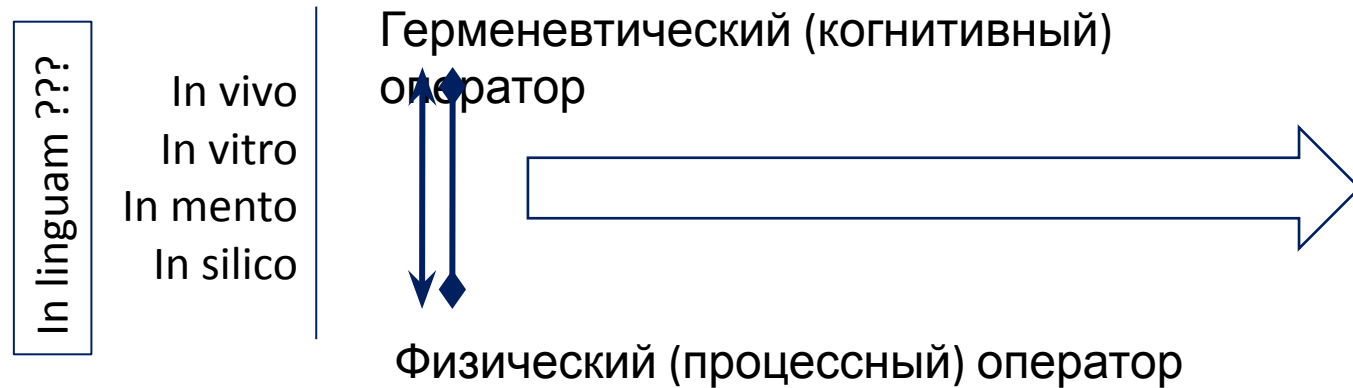 In linguam ???
In vivo
In vitro
In mento
In silico
Герменевтический (когнитивный)
оператор
Физический (процессный) оператор